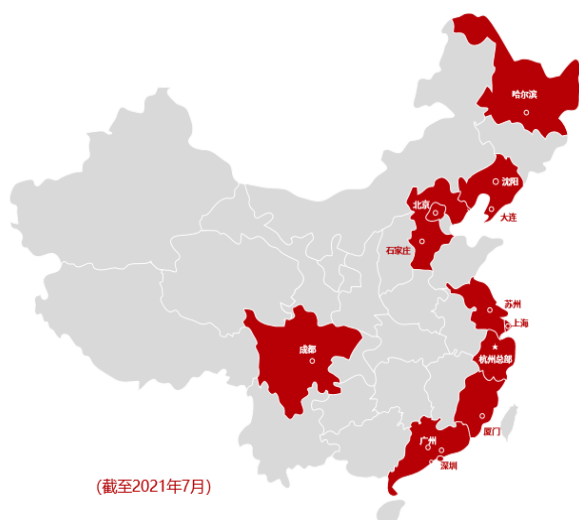 哈尔滨
沈阳
北京
大连
石家庄
苏州
上海
成都
杭州总部
厦门
广州
深圳
(截至2021年7月)